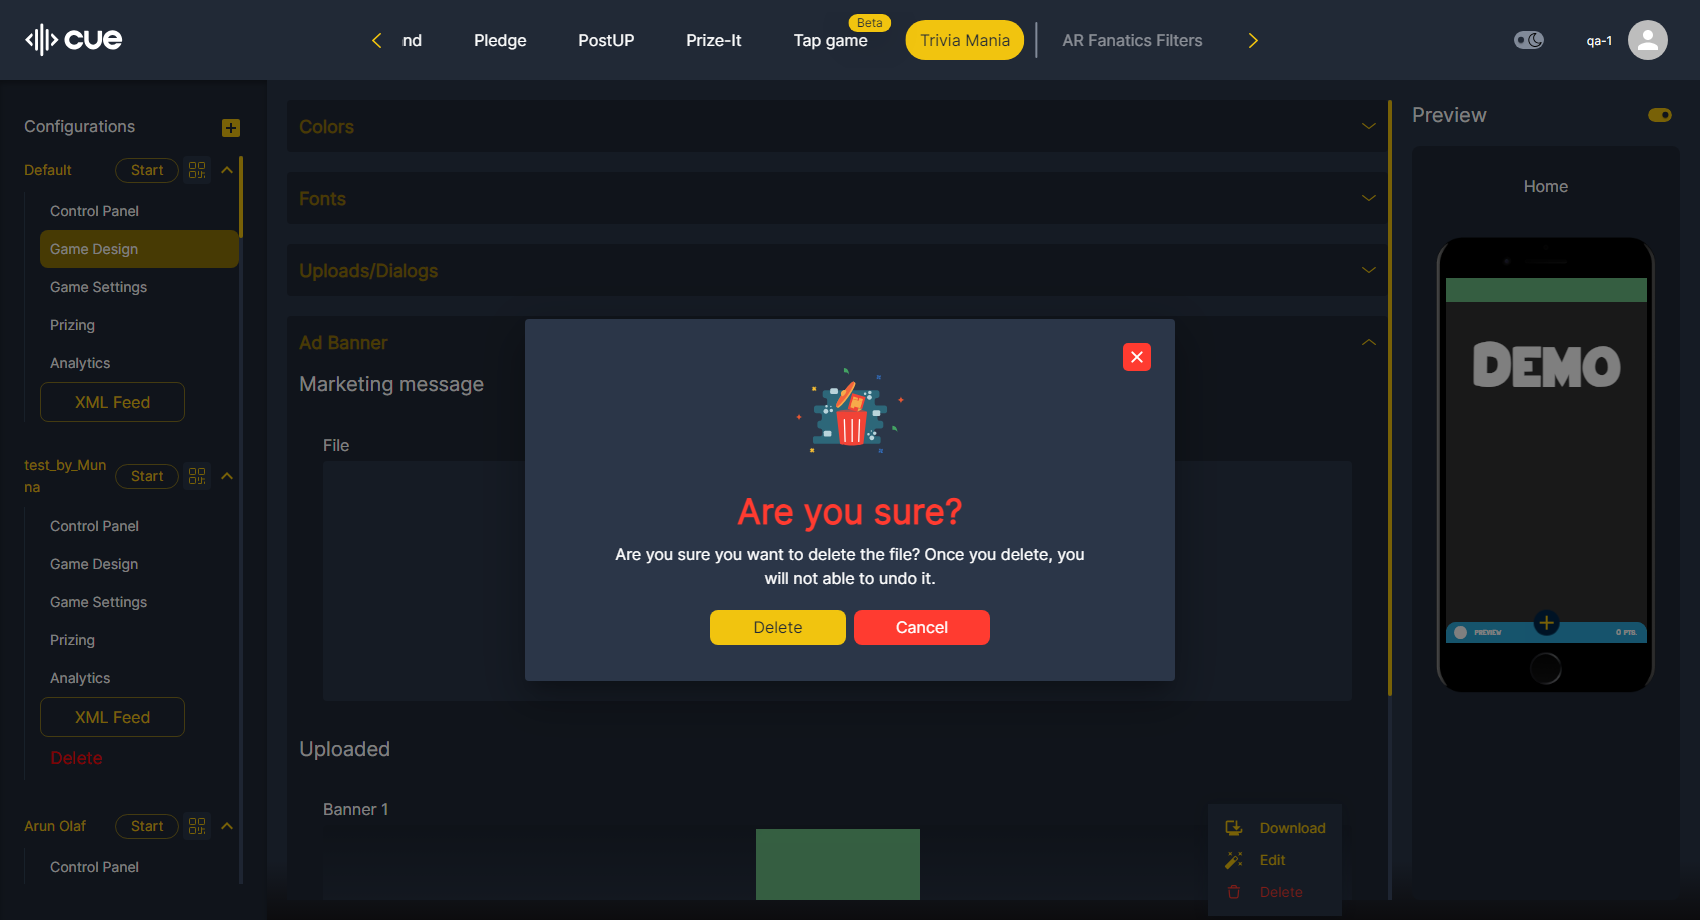 cue
nd
Pledge
PostUP
Prize-It
Tap game
Beta
Trivia Mania
AR Fanatics Filters
qa-1
Configurations
Default
Start
Control Panel
Game Design
Game Settings
Prizing
Analytics
XML Feed
test_by_Mun
na
Start
Control Panel
Game Design
Game Settings
Prizing
Analytics
XML Feed
Delete
Arun Olaf
Start
Control Panel
Colors
Fonts
Uploads/Dialogs
Ad Banner
Marketing message
File
Are you sure?
Are you sure you want to delete the file? Once you delete, you
will not able to undo it.
Delete
Cancel
Uploaded
Banner 1
Download
Edit
Delete
Preview
Home
DEMO
PREVIEW
0 PTS.